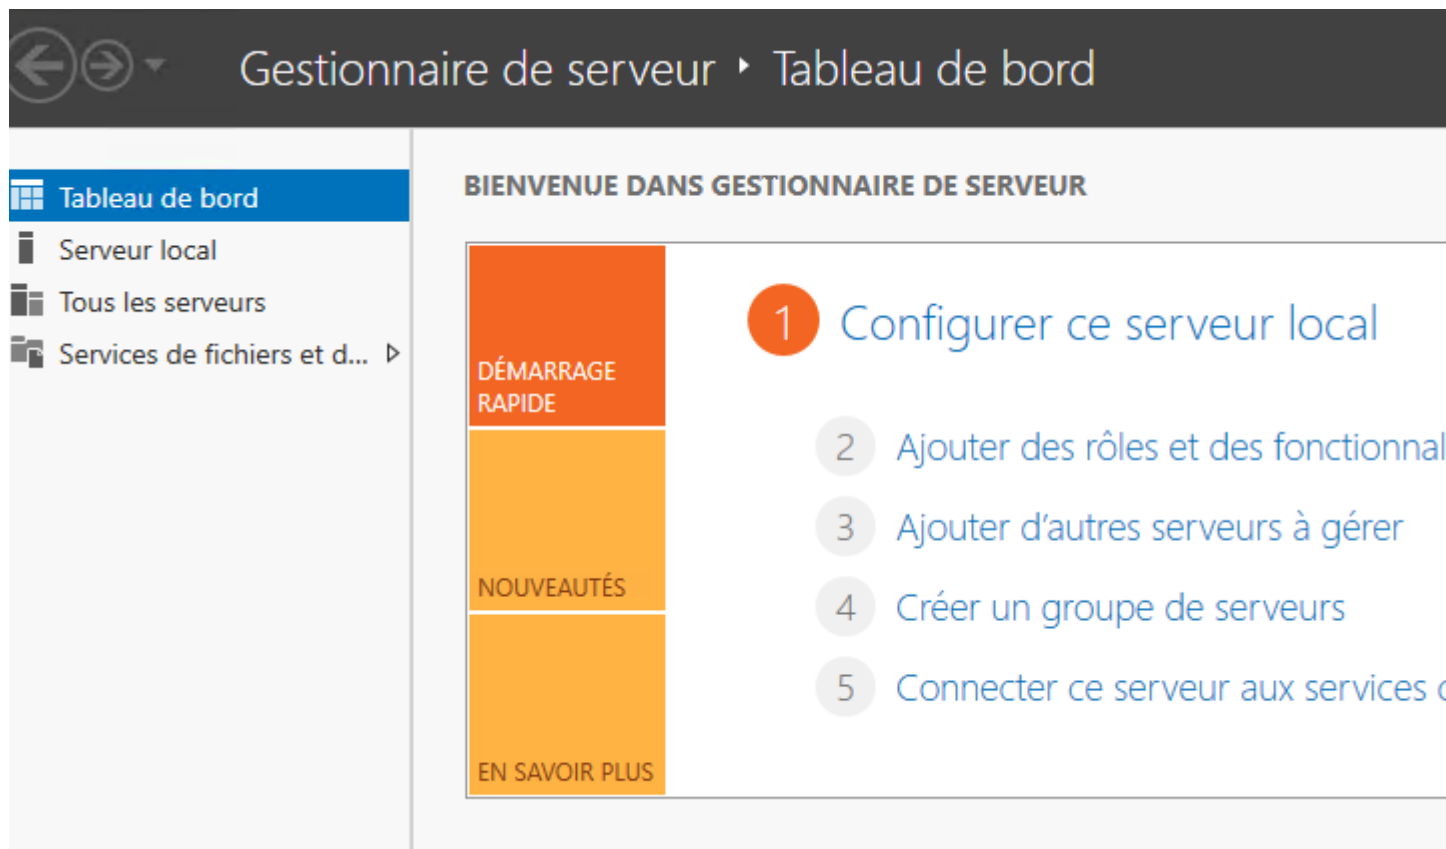 Gestionnaire de serveur ‣ Tableau de bord
Tableau de bord
Serveur local
Tous les serveurs
Services de fichiers et d...
BIENVENUE DANS GESTIONNAIRE DE SERVEUR
DÉMARRAGE
RAPIDE
NOUVEAUTÉS
EN SAVOIR PLUS
1 Configurer ce serveur local
2 Ajouter des rôles et des fonctionnal
3 Ajouter d’autres serveurs à gérer
4 Créer un groupe de serveurs
5 Connecter ce serveur aux services